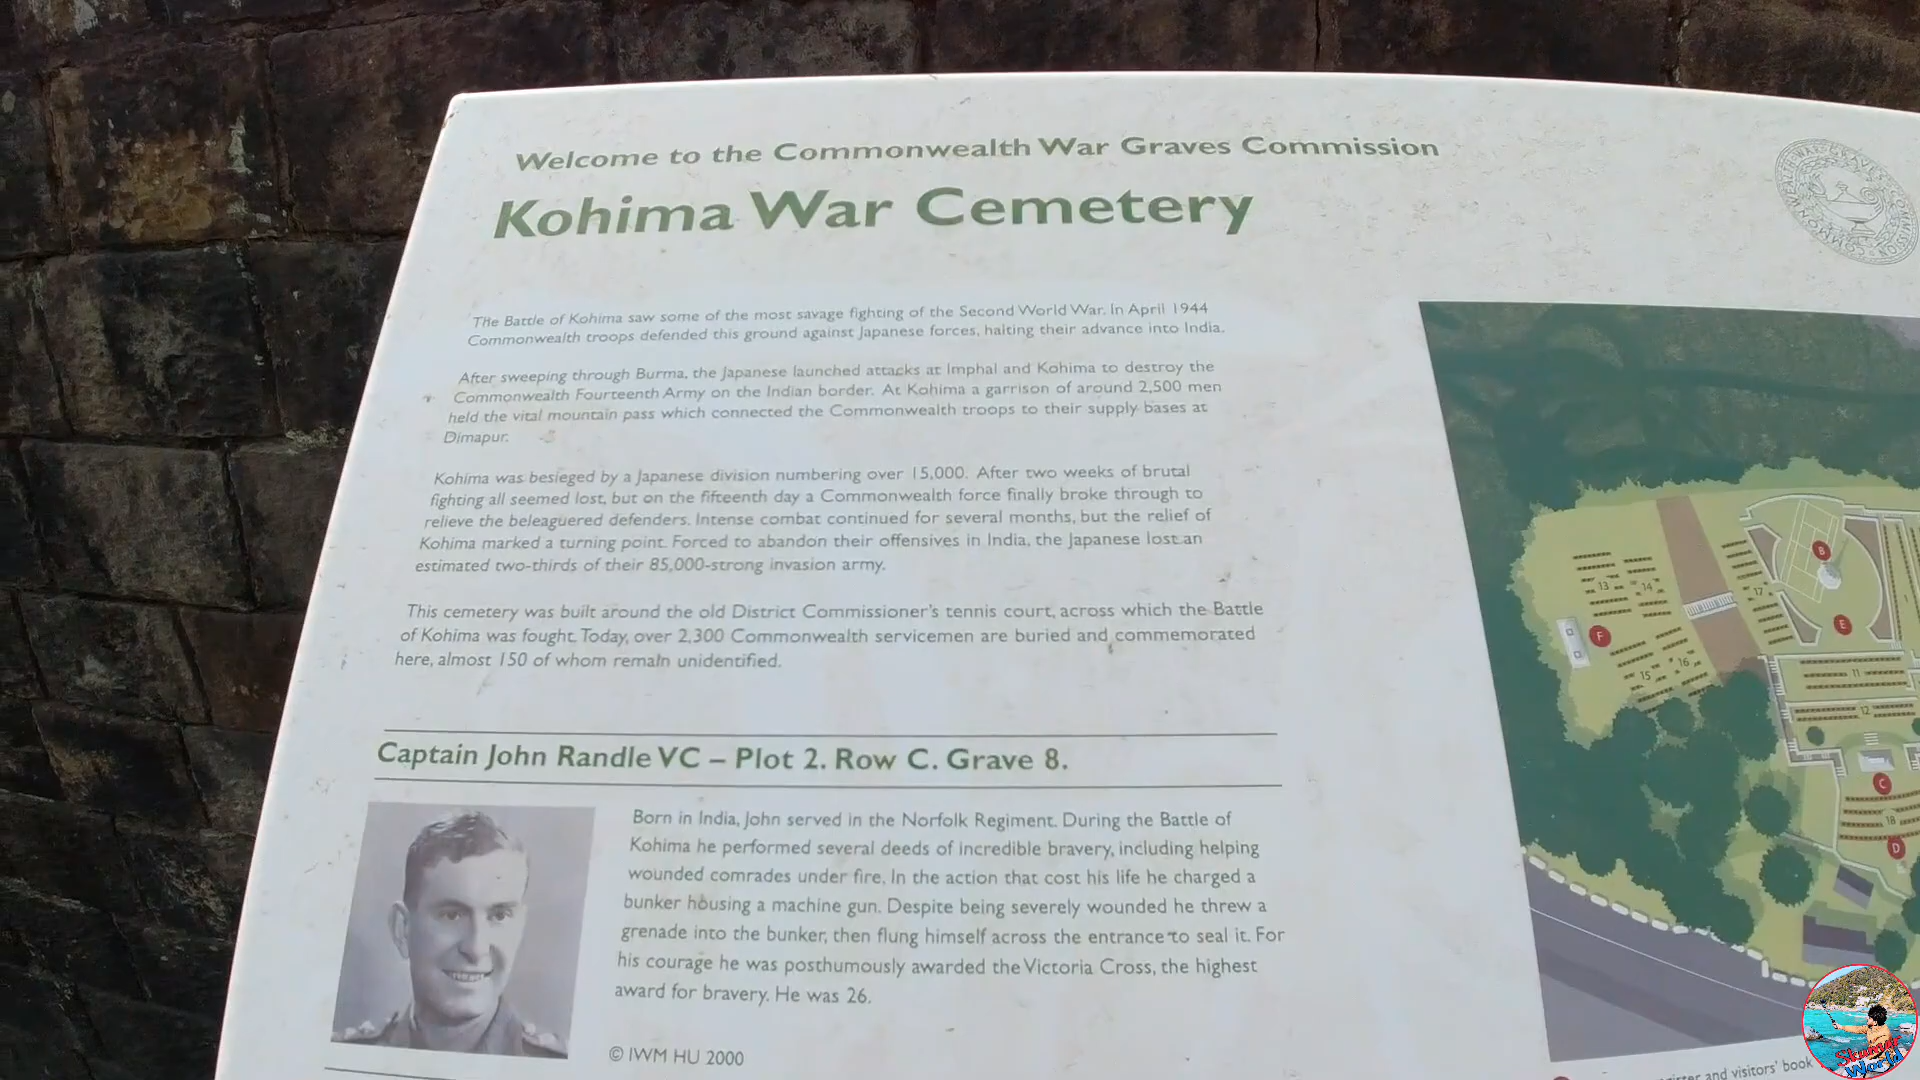 Welcome to the Commonwealth War Graves Commission
Kohima War Cemetery
COMMONWEALTH WAR GRAVES COMMISSION
The Battle of Kohima saw some of the most savage fighting of the Second World War. In April 1944
Commonwealth troops defended this ground against Japanese forces, halting their advance into India.
After sweeping through Burma, the Japanese launched attacks at Imphal and Kohima to destroy the
Commonwealth Fourteenth Army on the Indian border. At Kohima a garrison of around 2,500 men
held the vital mountain pass which connected the Commonwealth troops to their supply bases at
Dimapur.
Kohima was besieged by a Japanese division numbering over 15,000. After two weeks of brutal
fighting all seemed lost, but on the fifteenth day a Commonwealth force finally broke through to
relieve the beleaguered defenders. Intense combat continued for several months, but the relief of
Kohima marked a turning point. Forced to abandon their offensives in India, the Japanese lost an
estimated two-thirds of their 85,000-strong invasion army.
This cemetery was built around the old District Commissioner's tennis court, across which the Battle
of Kohima was fought. Today, over 2,300 Commonwealth servicemen are buried and commemorated
here, almost 150 of whom remain unidentified.
Captain John Randle VC – Plot 2. Row C. Grave 8.
Born in India, John served in the Norfolk Regiment. During the Battle of
Kohima he performed several deeds of incredible bravery, including helping
wounded comrades under fire. In the action that cost his life he charged a
bunker housing a machine gun. Despite being severely wounded he threw a
grenade into the bunker, then flung himself across the entrance to seal it. For
his courage he was posthumously awarded the Victoria Cross, the highest
award for bravery. He was 26.
© IWM HU 2000
B
13
14
17
1
E
F
16
15
11
12
C
18
D
and visitors' book
Skumar
World